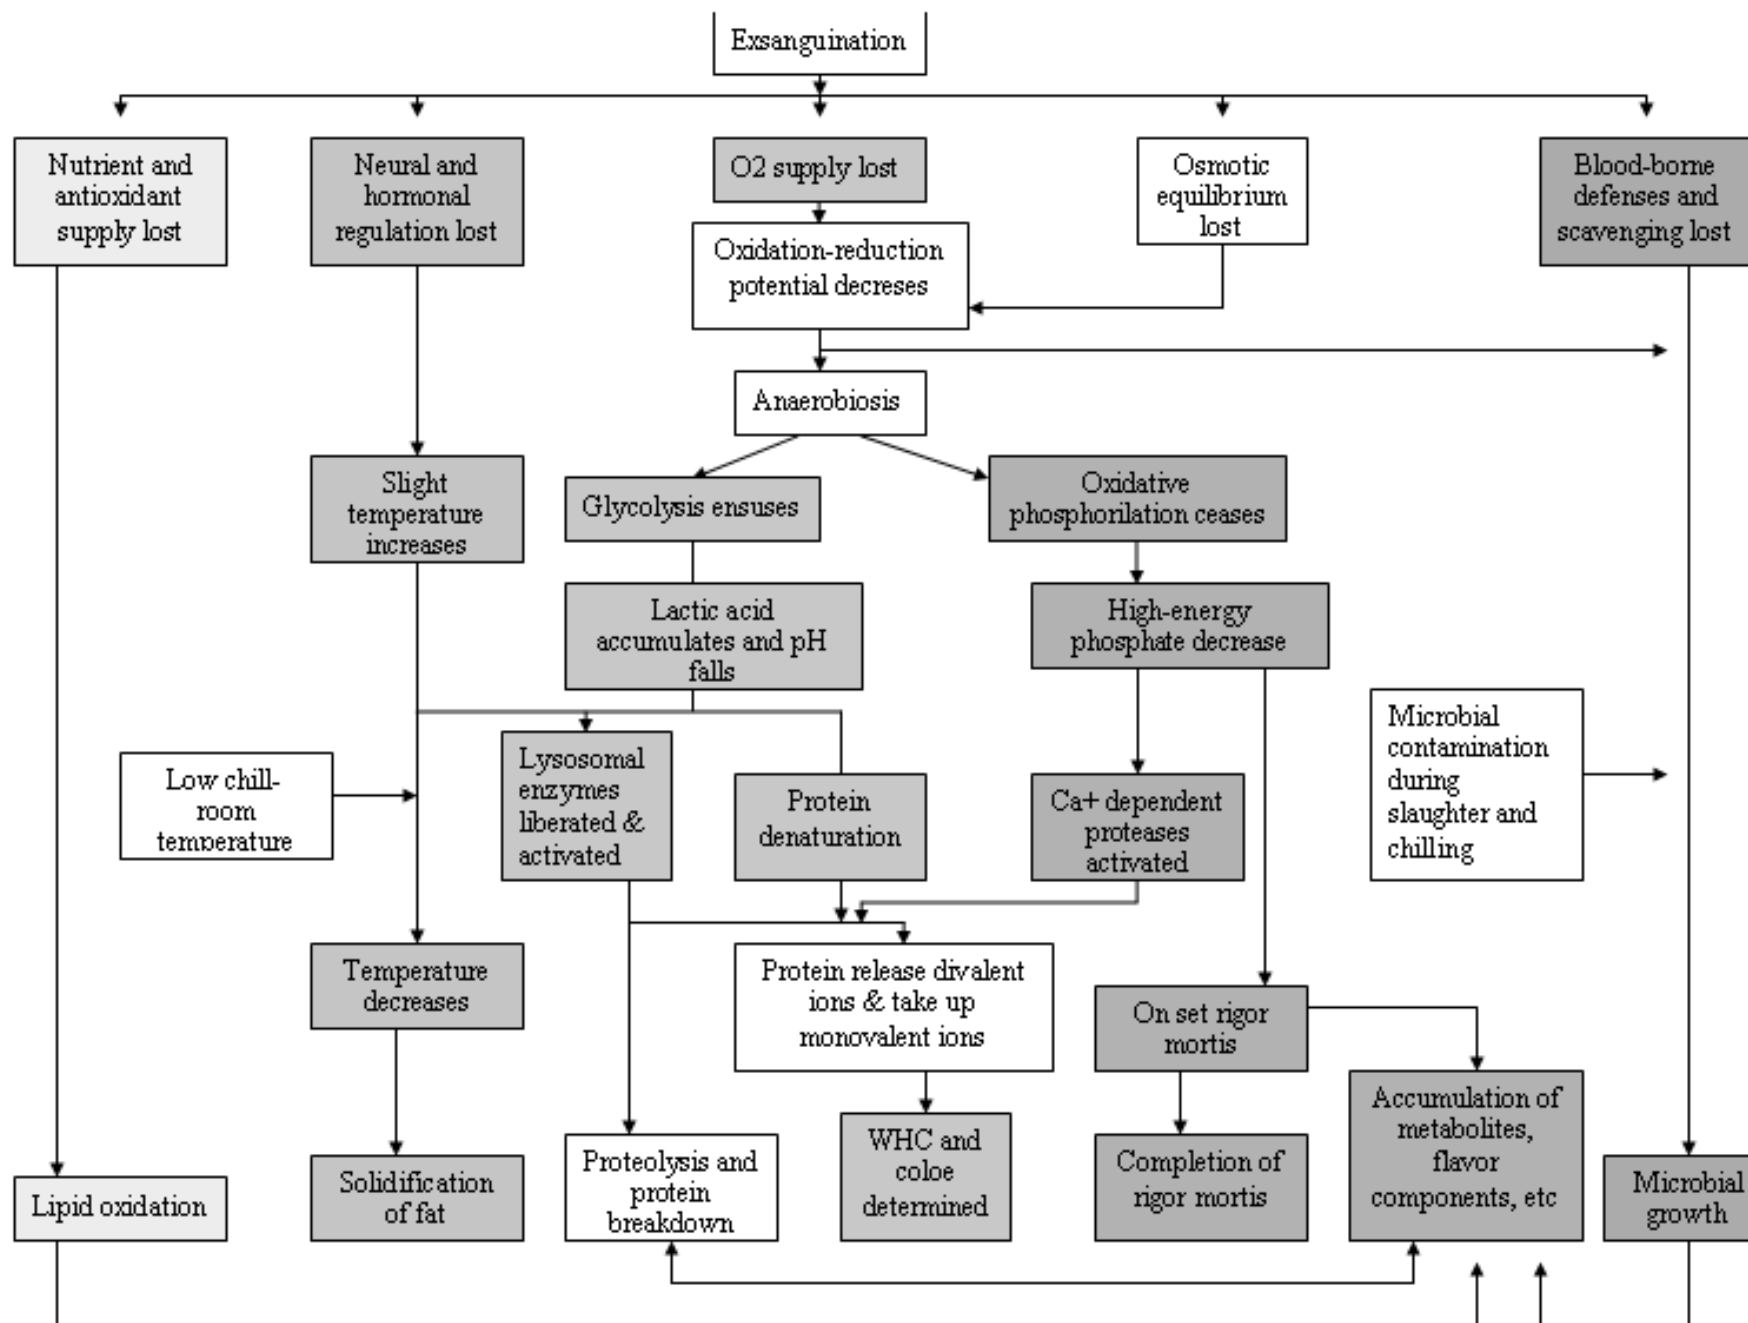 Exsanguination
Nutrient and
antioxidant
supply lost
Neural and
hormonal
regulation lost
O2 supply lost
Osmotic
equilibrium
lost
Blood-borne
defenses and
scavenging lost
Oxidation-reduction
potential decreses
Anaerobiosis
Slight
temperature
increases
Glycolysis ensuses
Oxidative
phosphorilation ceases
Lactic acid
accumulates and pH
falls
High-energy
phosphate decrease
Low chill-
room
temperature
Lysosomal
enzymes
liberated &
activated
Protein
denaturation
Ca+ dependent
proteases
activated
Microbial
contamination
during
slaughter and
chilling
Temperature
decreases
Protein release divalent
ions & take up
monovalent ions
On set rigor
mortis
Lipid oxidation
Solidification
of fat
Proteolysis and
protein
breakdown
WHC and
coloe
determined
Completion of
rigor mortis
Accumulation of
metabolites,
flavor
components, etc
Microbial
growth